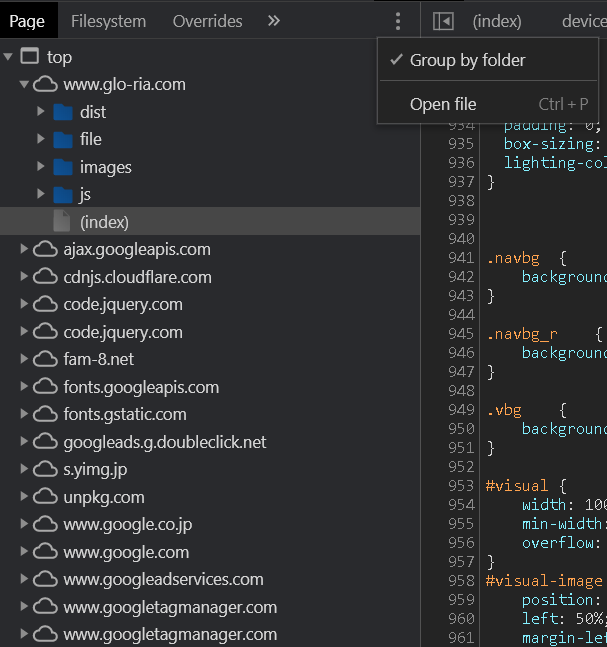 Page Filesystem Overrides » (index) device
Group by folder
Open file Ctrl + P
top
www.glo-ria.com
dist
file
images
js
(index)
ajax.googleapis.com
cdnjs.cloudflare.com
code.jquery.com
code.jquery.com
fam-8.net
fonts.googleapis.com
fonts.gstatic.com
googleads.g.doubleclick.net
s.yimg.jp
unpkg.com
www.google.co.jp
www.google.com
www.googleadservices.com
www.googletagmanager.com
www.googletagmanager.com
934 padding: 0;
935 box-sizing:
936 lighting-col
937 }
938
939
940
941 .navbg {
942 background
943 }
944
945 .navbg_r {
946 background
947 }
948
949 .vbg {
950 background
951 }
952
953 #visual {
954 width: 100
955 min-width:
956 overflow:
957 }
958 #visual-image
959 position:
960 left: 50%;
961 margin-lef